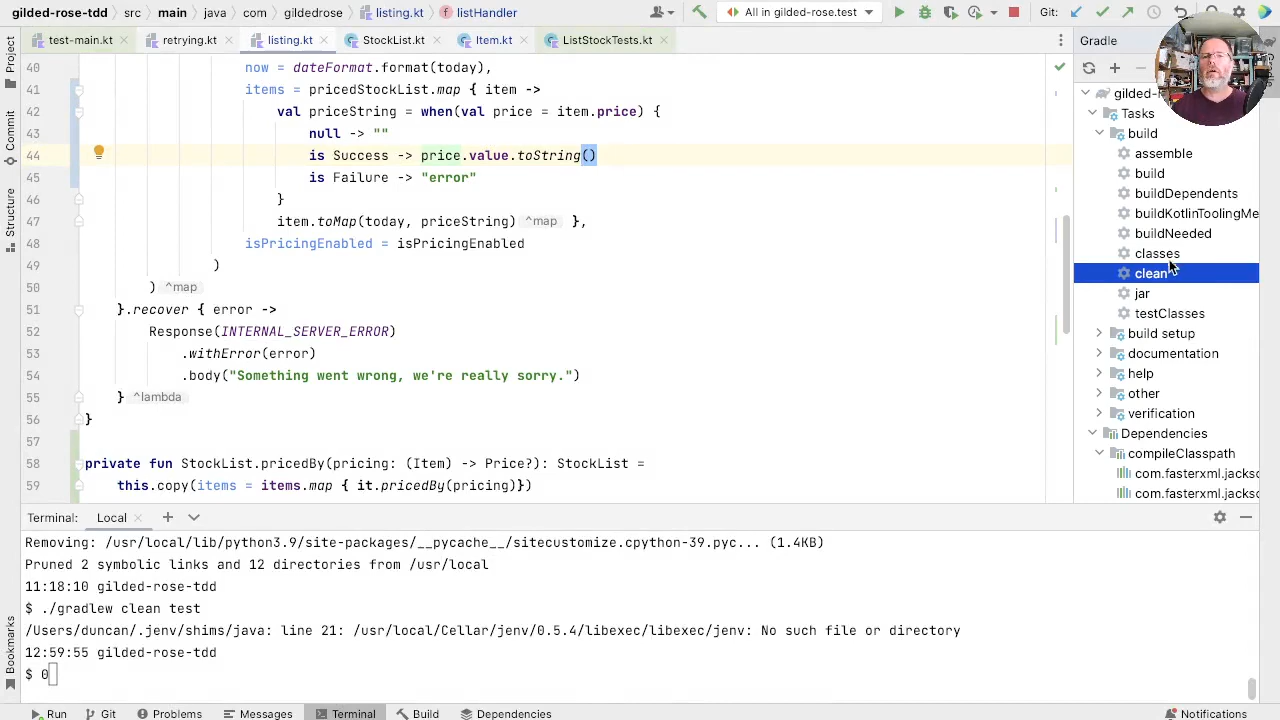 gilded-rose-tdd › src › main › java › com › gildedrose › listing.kt › listHandler
All in gilded-rose.test
Git:
test-main.kt
retrying.kt
listing.kt
StockList.kt
Item.kt
ListStockTests.kt
40 now = dateFormat.format(today),
41 items = pricedStockList.map { item ->
42 val priceString = when(val price = item.price) {
43 null -> ""
44 is Success -> price.value.toString()
45 is Failure -> "error"
46 }
47 item.toMap(today, priceString) ^map },
48 isPricingEnabled = isPricingEnabled
49 )
50 ) ^map
51 }.recover { error ->
52 Response(INTERNAL_SERVER_ERROR)
53 .withError(error)
54 .body("Something went wrong, we're really sorry.")
55 } ^lambda
56 }
57
58 private fun StockList.pricedBy(pricing: (Item) -> Price?): StockList =
59 this.copy(items = items.map { it.pricedBy(pricing)})
Gradle
gilded-
Tasks
build
assemble
build
buildDependents
buildKotlinToolingMe
buildNeeded
classes
clean
jar
testClasses
build setup
documentation
help
other
verification
Dependencies
compileClasspath
com.fasterxml.jackso
com.fasterxml.jackso
Project
Commit
Structure
Bookmarks
Terminal: Local
Removing: /usr/local/lib/python3.9/site-packages/__pycache__/sitecustomize.cpython-39.pyc... (1.4KB)
Pruned 2 symbolic links and 12 directories from /usr/local
11:18:10 gilded-rose-tdd
$ ./gradlew clean test
/Users/duncan/.jenv/shims/java: line 21: /usr/local/Cellar/jenv/0.5.4/libexec/libexec/jenv: No such file or directory
12:59:55 gilded-rose-tdd
$ 0
Run
Git
Problems
Messages
Terminal
Build
Dependencies
Notifications